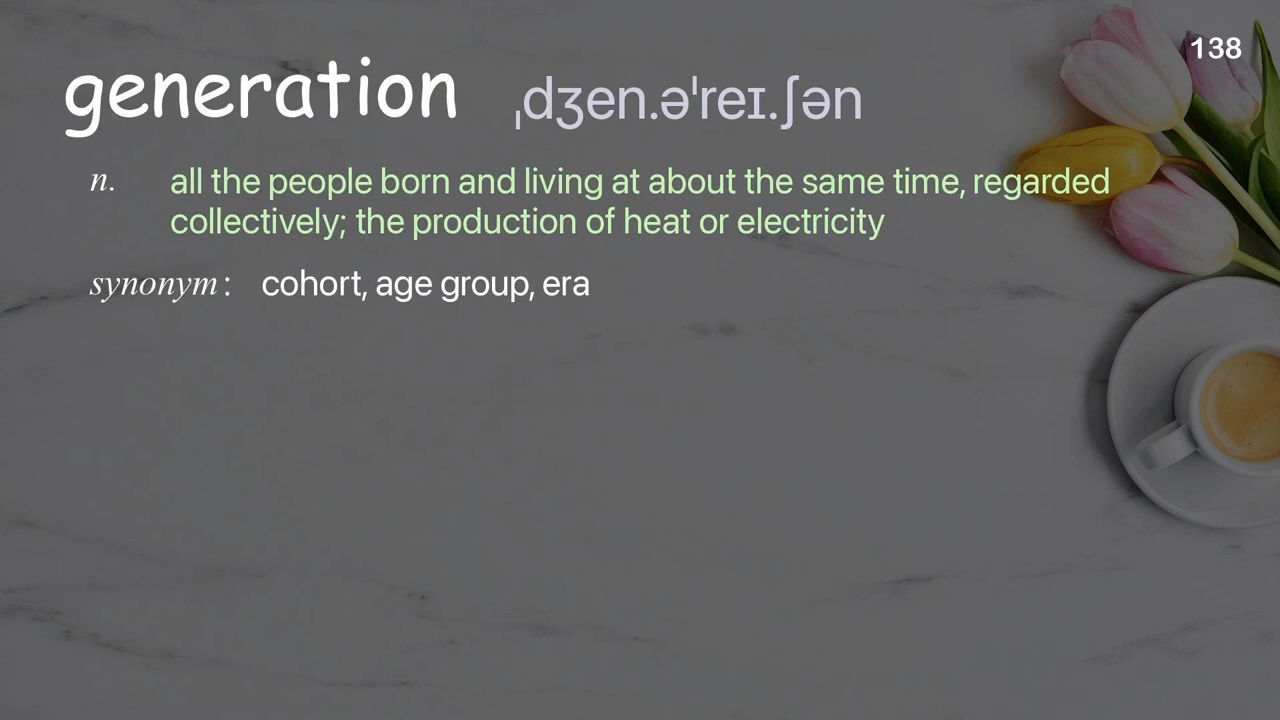 138
generation ˌdʒen.əˈreɪ.ʃən
n. all the people born and living at about the same time, regarded
collectively; the production of heat or electricity
synonym: cohort, age group, era